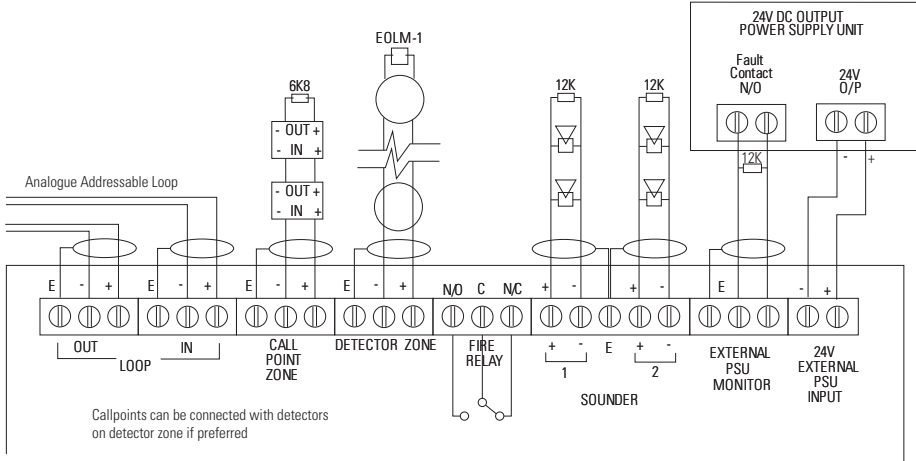 24V DC OUTPUT
POWER SUPPLY UNIT
EOLM-1
Fault
Contact
N/O
24V
O/P
6K8
12K
12K
- OUT +
- IN +
12K
- +
Analogue Addressable Loop
- OUT +
- IN +
E - +
E - +
E - +
E - +
N/O C N/C
+ -
+ -
E
- +
OUT
IN
LOOP
CALL
POINT
ZONE
DETECTOR ZONE
FIRE
RELAY
+ - E + -
1
2
SOUNDER
EXTERNAL
PSU
MONITOR
24V
EXTERNAL
PSU
INPUT
Callpoints can be connected with detectors
on detector zone if preferred